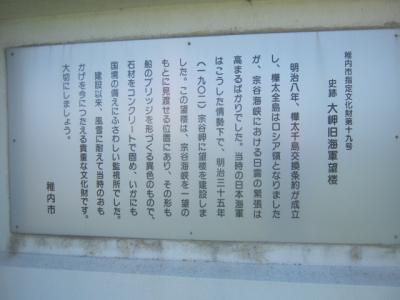 稚内市指定文化財第十九号
史跡 大岬旧海軍望楼
明治八年、樺太千島交換条約が成立
し、樺太全島はロシア領となりました
が、宗谷海峡における日露の緊張は
高まるばかりでした。当時の日本海軍
はこうした情勢下で、明治三十五年
(一九〇二)宗谷岬に望楼を建設しま
した。この望楼は、宗谷海峡を一望の
もとに見渡せる位置にあり、その形も
船のブリッジを形づくる異色のもので、
石材をコンクリートで固め、いかにも
国境の備えにふさわしい監視所でした。
建設以来、風雪に耐えて当時のおも
かげを今につたえる貴重な文化財です。
大切にしましょう。
稚内市